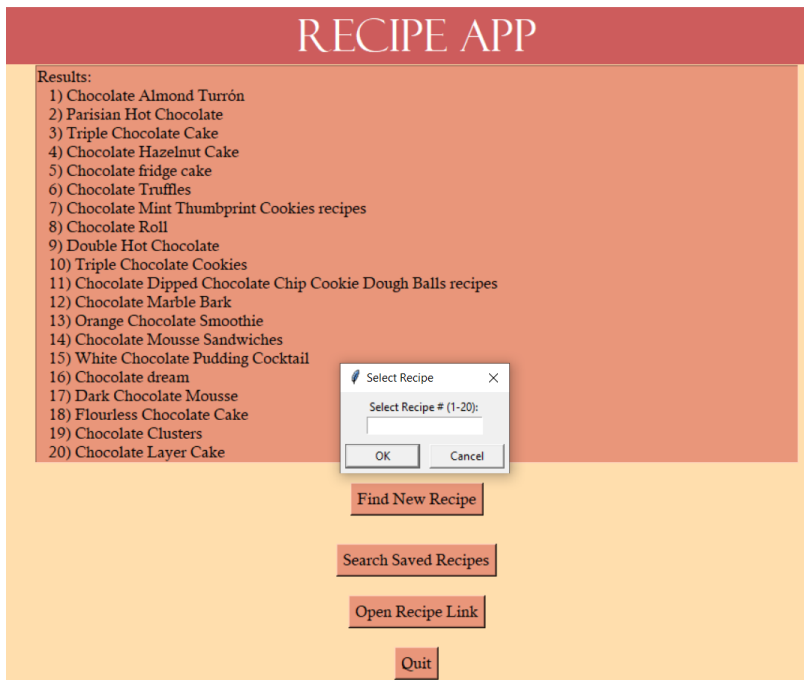 RECIPE APP
Results:
1) Chocolate Almond Turrón
2) Parisian Hot Chocolate
3) Triple Chocolate Cake
4) Chocolate Hazelnut Cake
5) Chocolate fridge cake
6) Chocolate Truffles
7) Chocolate Mint Thumbprint Cookies recipes
8) Chocolate Roll
9) Double Hot Chocolate
10) Triple Chocolate Cookies
11) Chocolate Dipped Chocolate Chip Cookie Dough Balls recipes
12) Chocolate Marble Bark
13) Orange Chocolate Smoothie
14) Chocolate Mousse Sandwiches
15) White Chocolate Pudding Cocktail
16) Chocolate dream
17) Dark Chocolate Mousse
18) Flourless Chocolate Cake
19) Chocolate Clusters
20) Chocolate Layer Cake
Select Recipe
Select Recipe # (1-20):
OK Cancel
Find New Recipe
Search Saved Recipes
Open Recipe Link
Quit